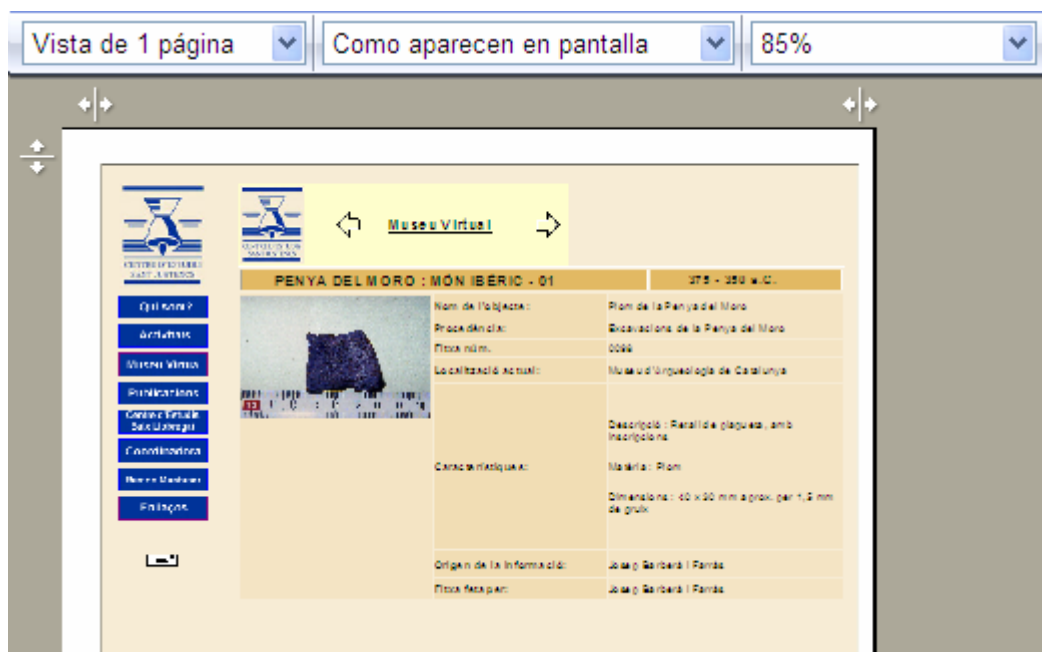 Vista de 1 página
Como aparecen en pantalla
85%
Museu Virtual
PENYA DEL MORO : MÓN IBÈRIC - 01
375 - 350 a.C.
Qui som?
Nom de l'objecte:
Plom de la Penya del Moro
Activitats
Procedència:
Excavacions de la Penya del Moro
Fitxa núm.
Museu Virtual
Localització actual:
Museu d'Arqueologia de Catalunya
Publicacions
Centre d'Estudis
Baix Llobregat
Descripció : Retall de plaqueta, amb
inscripcions
Coordinadora
Característiques:
Matèria : Plom
Enllaços
Dimensions : 40 x 30 mm aprox. per 1,5 mm
de gruix
Origen de la informació:
Josep Barberà i Farràs
Fitxa feta per:
Josep Barberà i Farràs